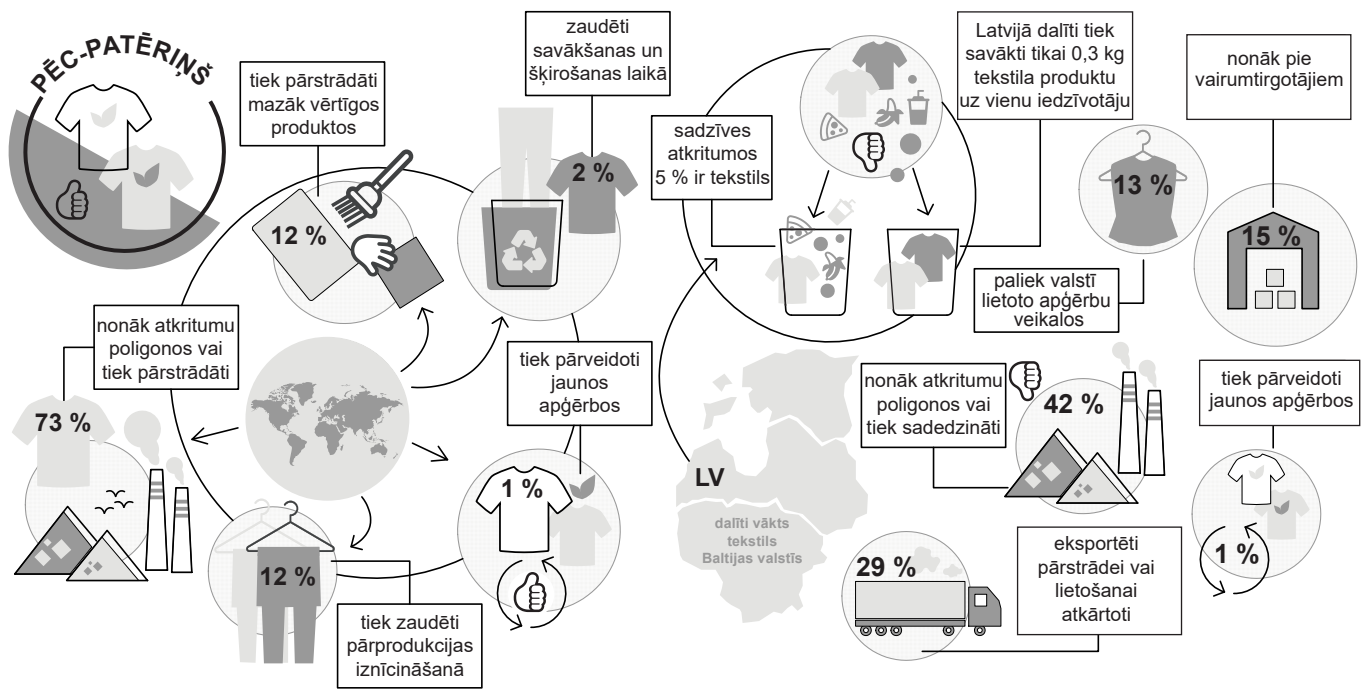 PĒC-PATĒRIŅŠ
tiek pārstrādāti
mazāk vērtīgos
produktos
12 %
zaudēti
savākšanas un
šķirošanas laikā
2 %
nonāk atkritumu
poligonos vai
tiek pārstrādāti
73 %
tiek pārveidoti
jaunos
apģērbos
1 %
12 %
tiek zaudēti
pārprodukcijas
iznīcināšanā
sadzīves
atkritumos
5 % ir tekstils
Latvijā dalīti tiek
savākti tikai 0,3 kg
tekstila produktu
uz vienu iedzīvotāju
13 %
paliek valstī
lietoto apģērbu
veikalos
nonāk pie
vairumtirgotājiem
15 %
LV
dalīti vākts
tekstils
Baltijas valstīs
nonāk atkritumu
poligonos vai
tiek sadedzināti
42 %
tiek pārveidoti
jaunos apģērbos
1 %
29 %
eksportēti
pārstrādei vai
lietošanai
atkārtoti